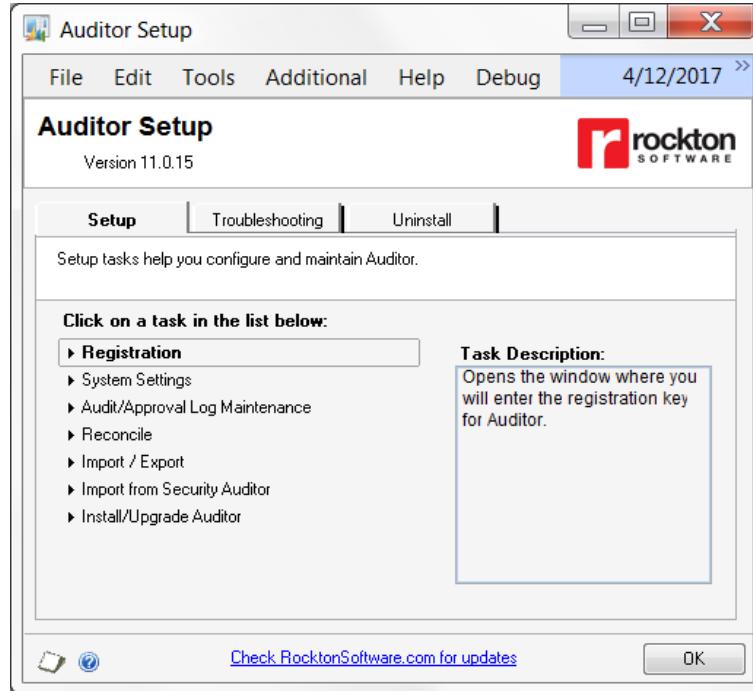 Auditor Setup
File Edit Tools Additional Help Debug 4/12/2017 »
Auditor Setup
Version 11.0.15
rockton
SOFTWARE
Setup Troubleshooting Uninstall
Setup tasks help you configure and maintain Auditor.
Click on a task in the list below:
Registration
System Settings
Audit/Approval Log Maintenance
Reconcile
Import / Export
Import from Security Auditor
Install/Upgrade Auditor
Task Description:
Opens the window where you
will enter the registration key
for Auditor.
Check RocktonSoftware.com for updates
OK